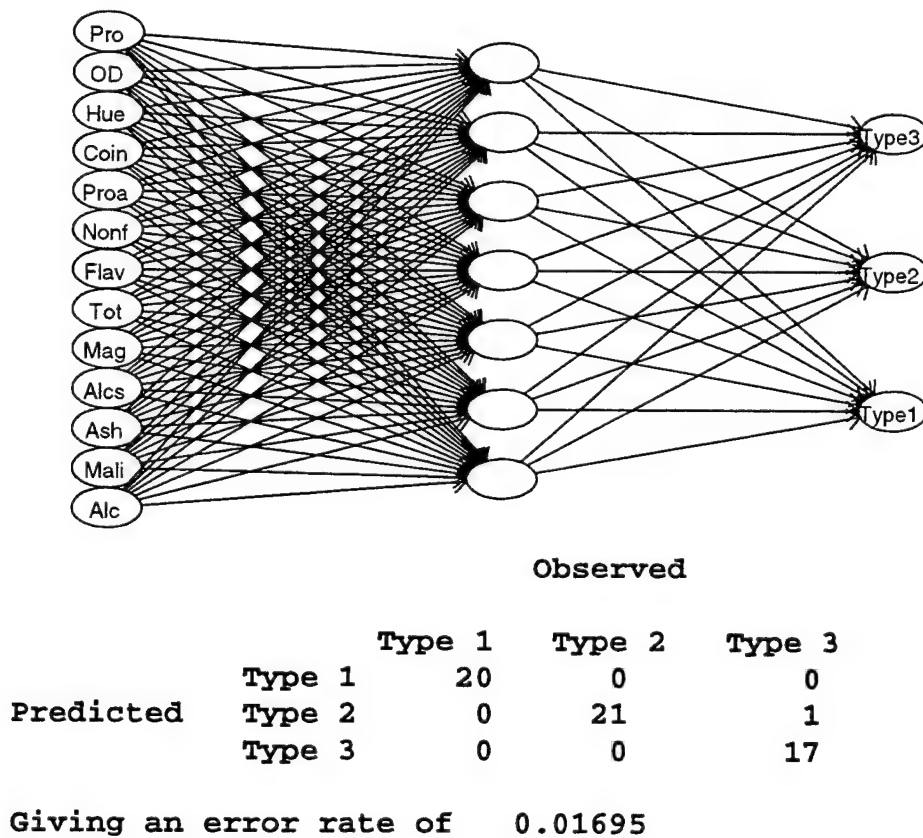 Pro
OD
Hue
Coin
Proa
Nonf
Flav
Tot
Mag
Alcs
Ash
Mali
Alc
Type3
Type2
Type1
Observed
Type 1 Type 2 Type 3
Type 1 20 0 0
Predicted Type 2 0 21 1
Type 3 0 0 17
Giving an error rate of 0.01695